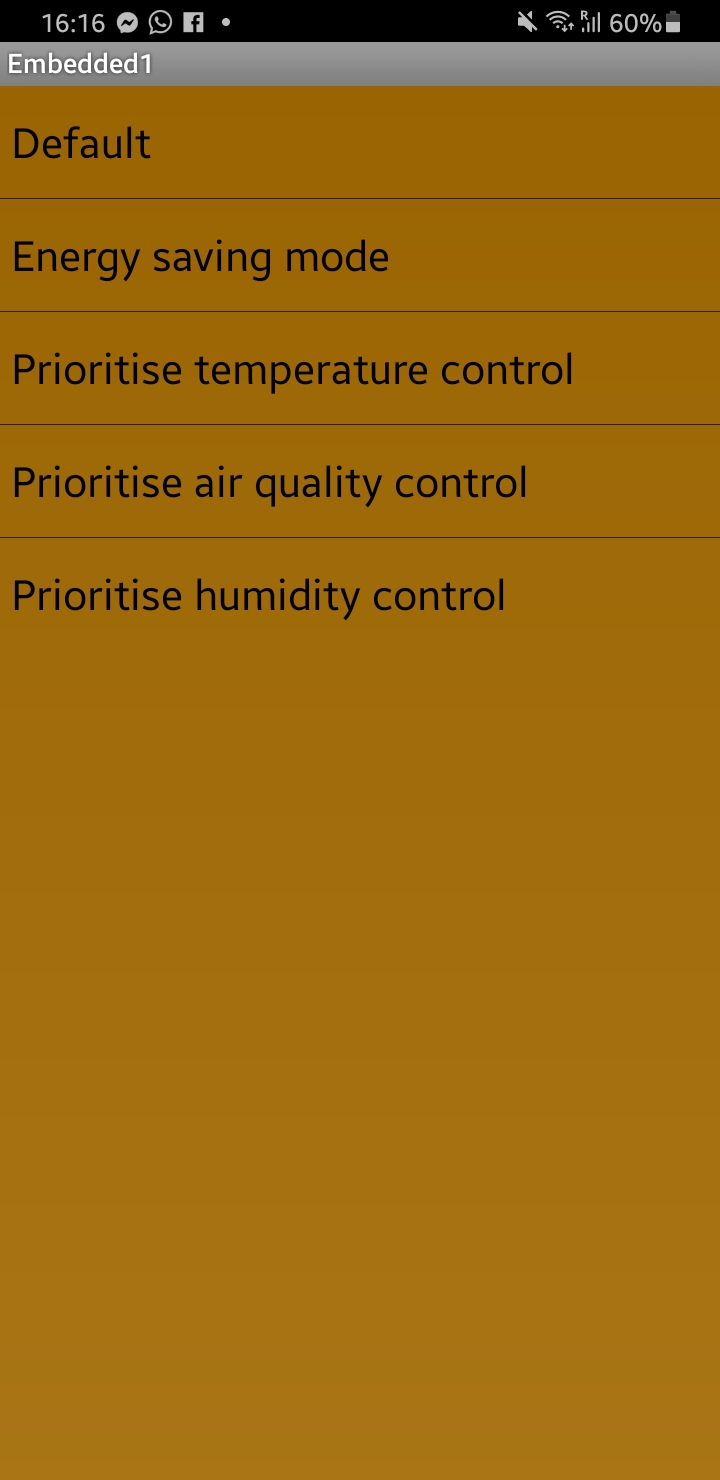 16:16 R 60%
Embedded1
Default
Energy saving mode
Prioritise temperature control
Prioritise air quality control
Prioritise humidity control